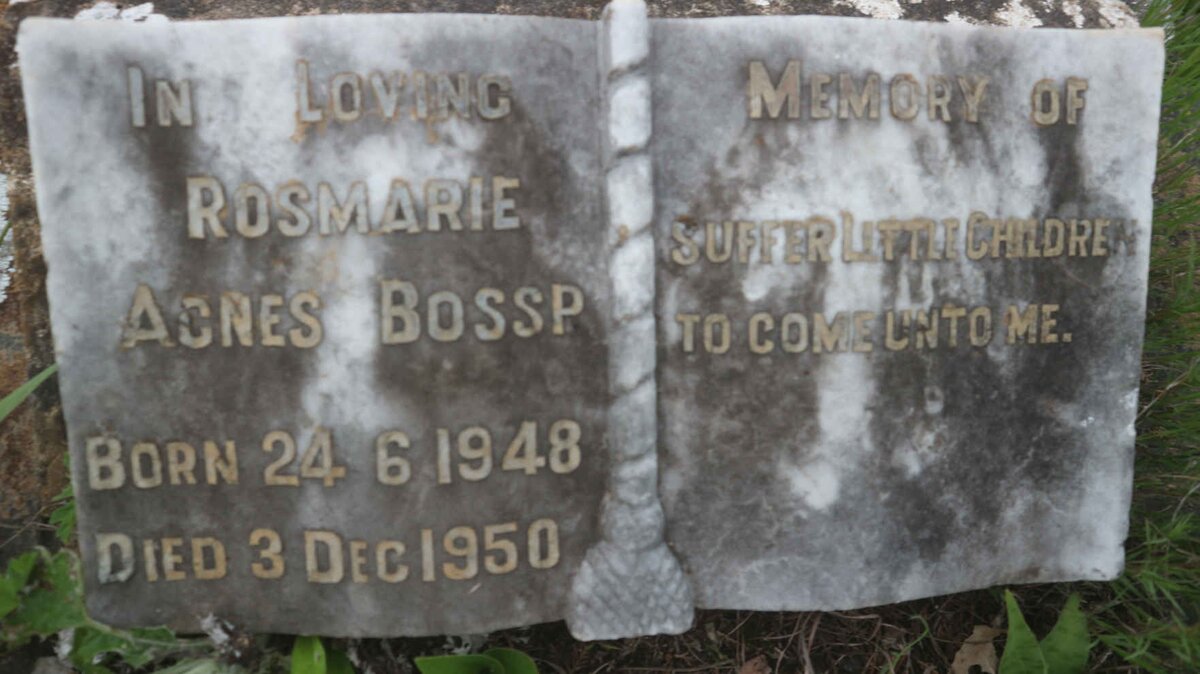 In Loving Memory of
Rosmarie
Agnes Bossp
Born 24 6 1948
Died 3 Dec 1950
Suffer Little Children
to come unto me.